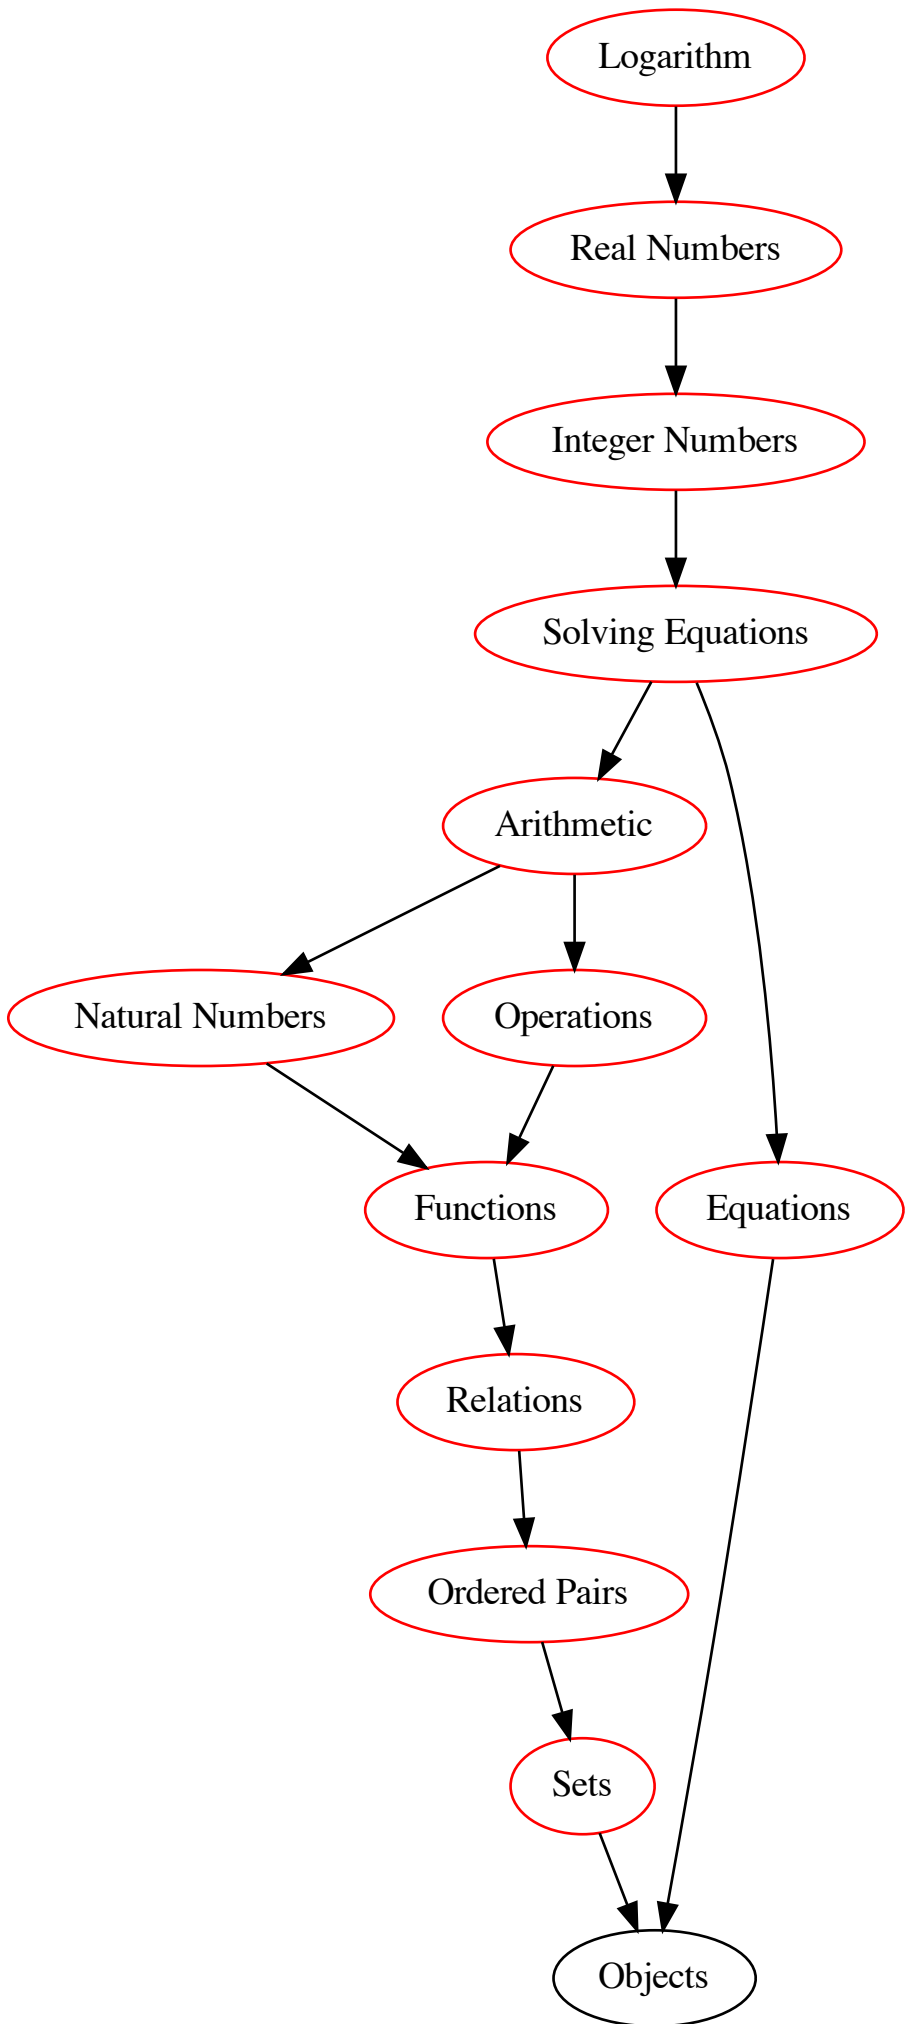 Logarithm
Real Numbers
Integer Numbers
Solving Equations
Arithmetic
Natural Numbers
Operations
Functions
Equations
Relations
Ordered Pairs
Sets
Objects